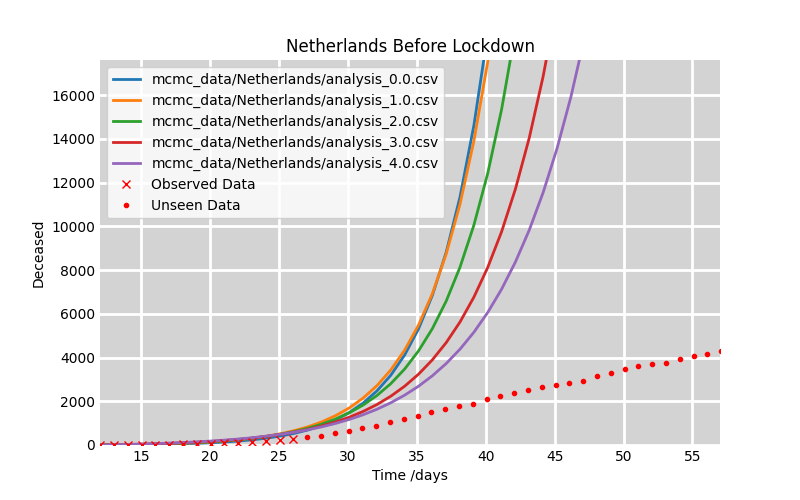 Netherlands Before Lockdown
mcmc_data/Netherlands/analysis_0.0.csv
mcmc_data/Netherlands/analysis_1.0.csv
mcmc_data/Netherlands/analysis_2.0.csv
mcmc_data/Netherlands/analysis_3.0.csv
mcmc_data/Netherlands/analysis_4.0.csv
Observed Data
Unseen Data
Deceased
16000
14000
12000
10000
8000
6000
4000
2000
0
15 20 25 30 35 40 45 50 55
Time /days